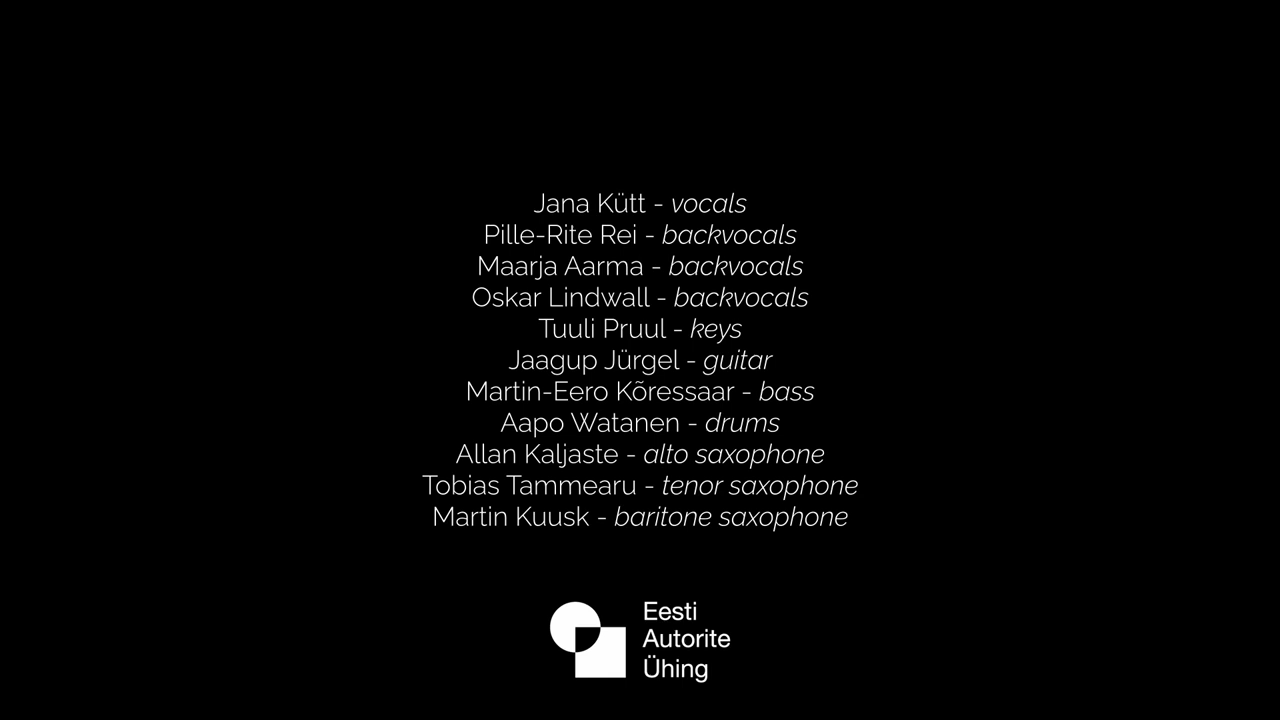 Jana Kütt - vocals
Pille-Rite Rei - backvocals
Maarja Aarma - backvocals
Oskar Lindwall - backvocals
Tuuli Pruul - keys
Jaagup Jürgel - guitar
Martin-Eero Kõressaar - bass
Aapo Watanen - drums
Allan Kaljaste - alto saxophone
Tobias Tammearu - tenor saxophone
Martin Kuusk - baritone saxophone
Eesti
Autorite
Ühing